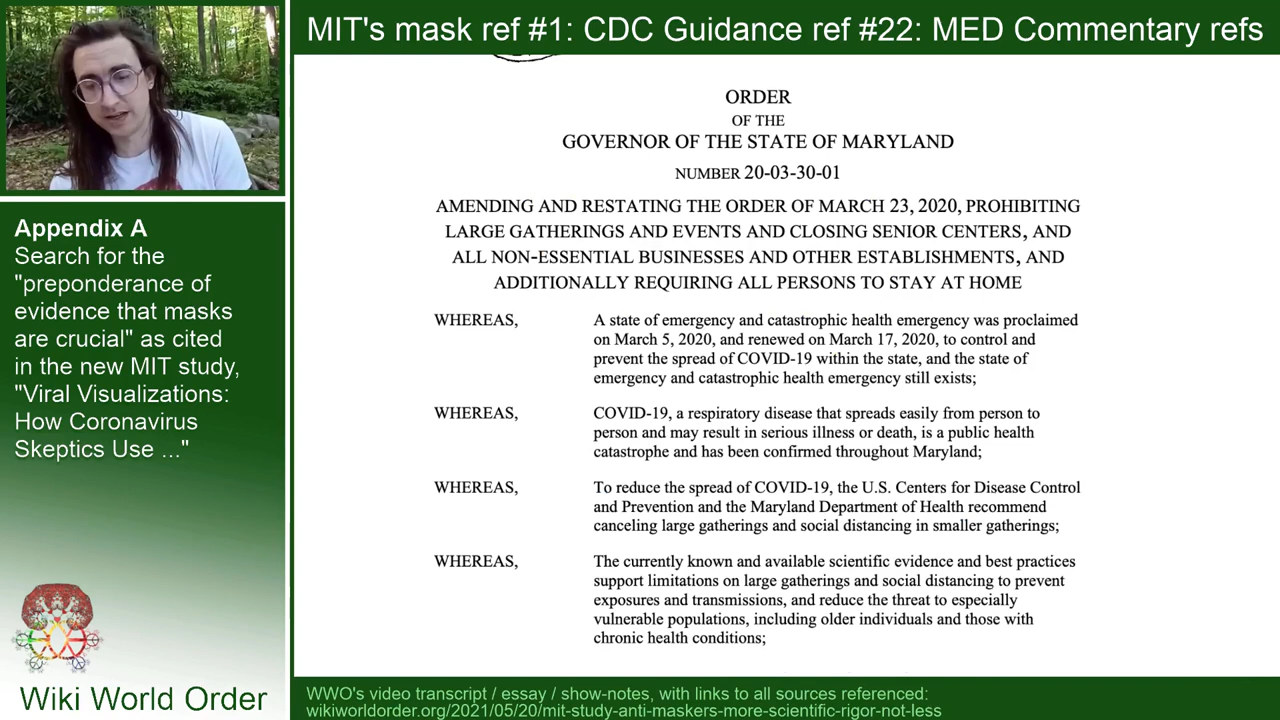 MIT's mask ref #1: CDC Guidance ref #22: MED Commentary refs
Appendix A
Search for the
"preponderance of
evidence that masks
are crucial" as cited
in the new MIT study,
"Viral Visualizations:
How Coronavirus
Skeptics Use ..."
Wiki World Order
ORDER
OF THE
GOVERNOR OF THE STATE OF MARYLAND
NUMBER 20-03-30-01
AMENDING AND RESTATING THE ORDER OF MARCH 23, 2020, PROHIBITING
LARGE GATHERINGS AND EVENTS AND CLOSING SENIOR CENTERS, AND
ALL NON-ESSENTIAL BUSINESSES AND OTHER ESTABLISHMENTS, AND
ADDITIONALLY REQUIRING ALL PERSONS TO STAY AT HOME
WHEREAS, A state of emergency and catastrophic health emergency was proclaimed
on March 5, 2020, and renewed on March 17, 2020, to control and
prevent the spread of COVID-19 within the state, and the state of
emergency and catastrophic health emergency still exists;
WHEREAS, COVID-19, a respiratory disease that spreads easily from person to
person and may result in serious illness or death, is a public health
catastrophe and has been confirmed throughout Maryland;
WHEREAS, To reduce the spread of COVID-19, the U.S. Centers for Disease Control
and Prevention and the Maryland Department of Health recommend
canceling large gatherings and social distancing in smaller gatherings;
WHEREAS, The currently known and available scientific evidence and best practices
support limitations on large gatherings and social distancing to prevent
exposures and transmissions, and reduce the threat to especially
vulnerable populations, including older individuals and those with
chronic health conditions;
WWO's video transcript / essay / show-notes, with links to all sources referenced:
wikiworldorder.org/2021/05/20/mit-study-anti-maskers-more-scientific-rigor-not-less